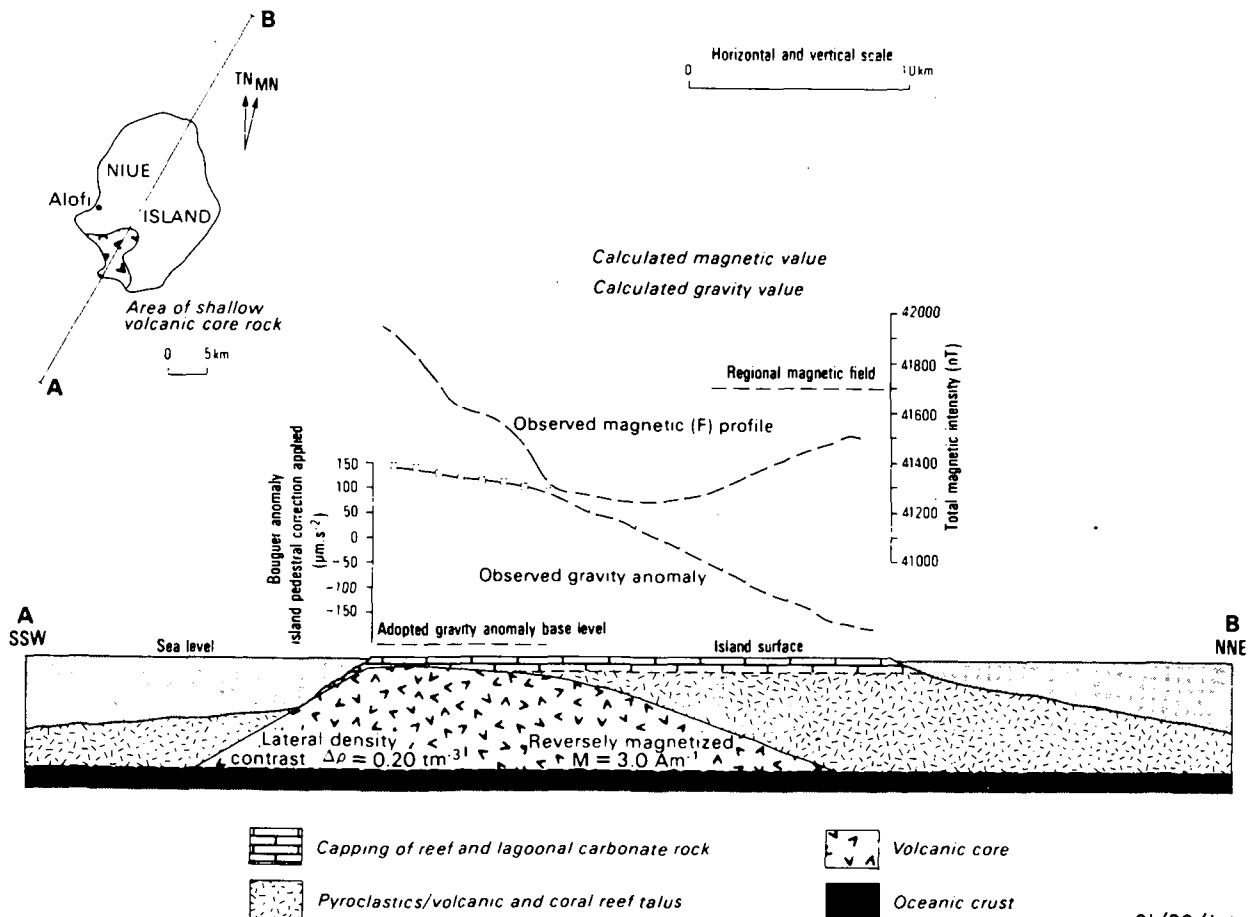 B
TN MN
NIUE
Alofi
ISLAND
Area of shallow
volcanic core rock
0 5 km
A
Horizontal and vertical scale
0 10 km
Calculated magnetic value
Calculated gravity value
42000
41800
41600
41400
41200
41000
Total magnetic intensity (nT)
Regional magnetic field
Observed magnetic (F) profile
150
100
50
0
-50
-100
-150
Bouguer anomaly
island pedestral correction applied
(μm.s⁻²)
Observed gravity anomaly
A
SSW
Sea level
Adopted gravity anomaly base level
Island surface
B
NNE
Lateral density
contrast Δρ = 0.20 tm⁻³
Reversely magnetized
M = 3.0 Am⁻¹
Capping of reef and lagoonal carbonate rock
Volcanic core
Pyroclastics/volcanic and coral reef talus
Oceanic crust